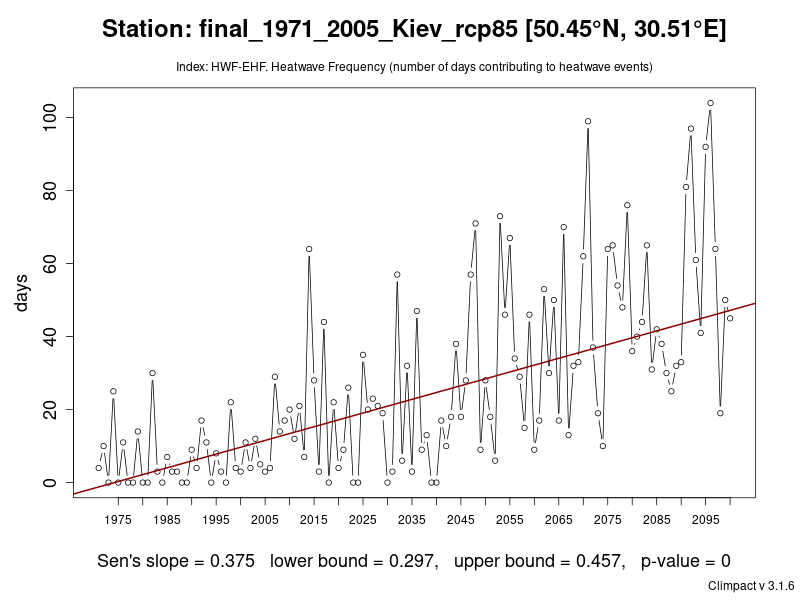 Station: final_1971_2005_Kiev_rcp85 [50.45°N, 30.51°E]
Index: HWF-EHF. Heatwave Frequency (number of days contributing to heatwave events)
100
80
60
40
20
0
days
1975 1985 1995 2005 2015 2025 2035 2045 2055 2065 2075 2085 2095
Sen's slope = 0.375 lower bound = 0.297, upper bound = 0.457, p-value = 0
Climpact v 3.1.6